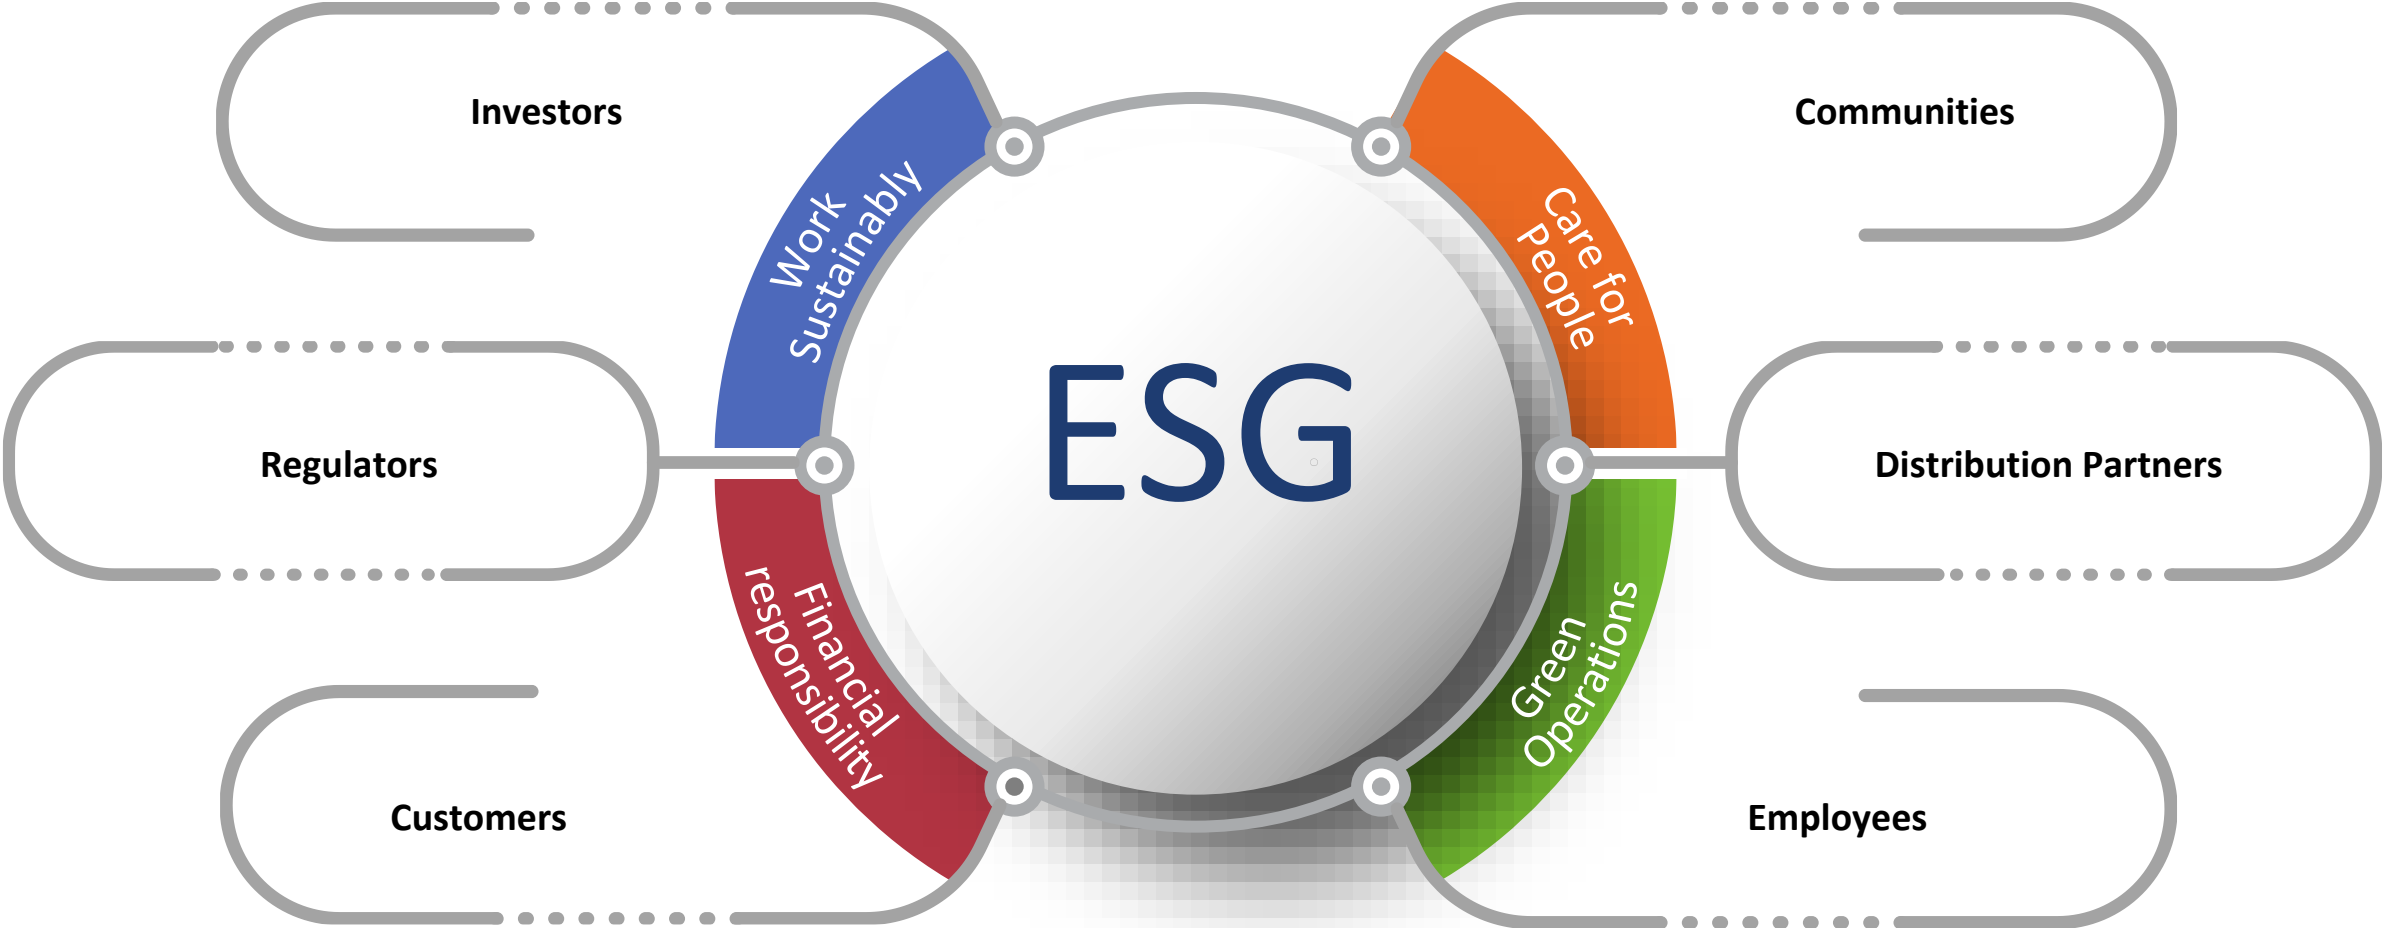 Investors
Communities
Work
Sustainably
Care for
People
ESG
Regulators
Distribution Partners
Financial
responsibility
Green
Operations
Customers
Employees